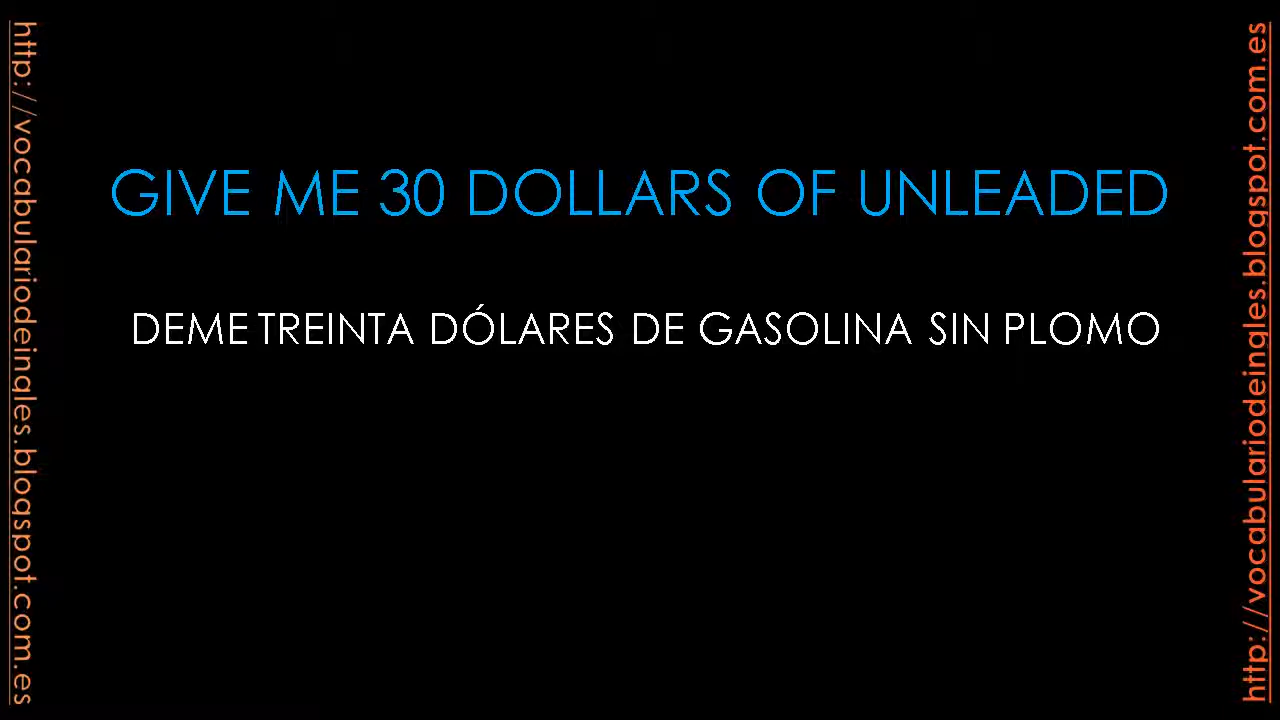 http://vocabulariodeingles.blogspot.com.es
GIVE ME 30 DOLLARS OF UNLEADED
DEME TREINTA DÓLARES DE GASOLINA SIN PLOMO
http://vocabulariodeingles.blogspot.com.es